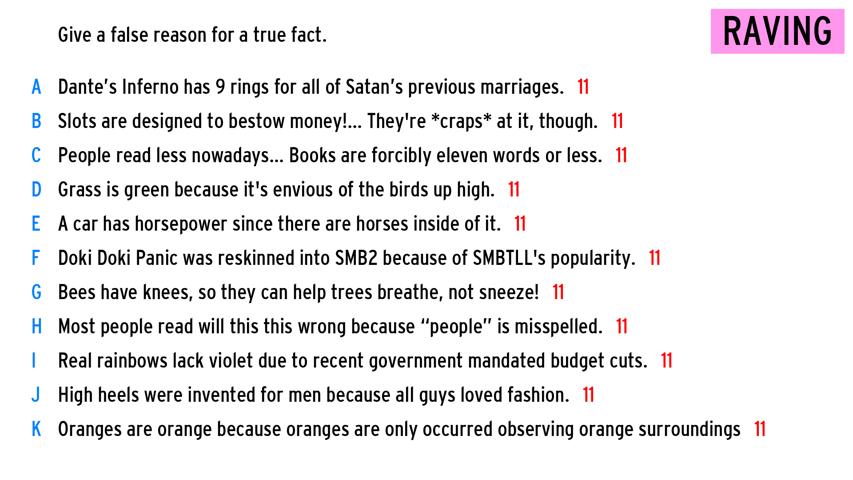 Give a false reason for a true fact.
RAVING
A Dante's Inferno has 9 rings for all of Satan's previous marriages. 11
B Slots are designed to bestow money!... They're *craps* at it, though. 11
C People read less nowadays... Books are forcibly eleven words or less. 11
D Grass is green because it's envious of the birds up high. 11
E A car has horsepower since there are horses inside of it. 11
F Doki Doki Panic was reskinned into SMB2 because of SMBTLL's popularity. 11
G Bees have knees, so they can help trees breathe, not sneeze! 11
H Most people read will this this wrong because “people” is misspelled. 11
I Real rainbows lack violet due to recent government mandated budget cuts. 11
J High heels were invented for men because all guys loved fashion. 11
K Oranges are orange because oranges are only occurred observing orange surroundings 11